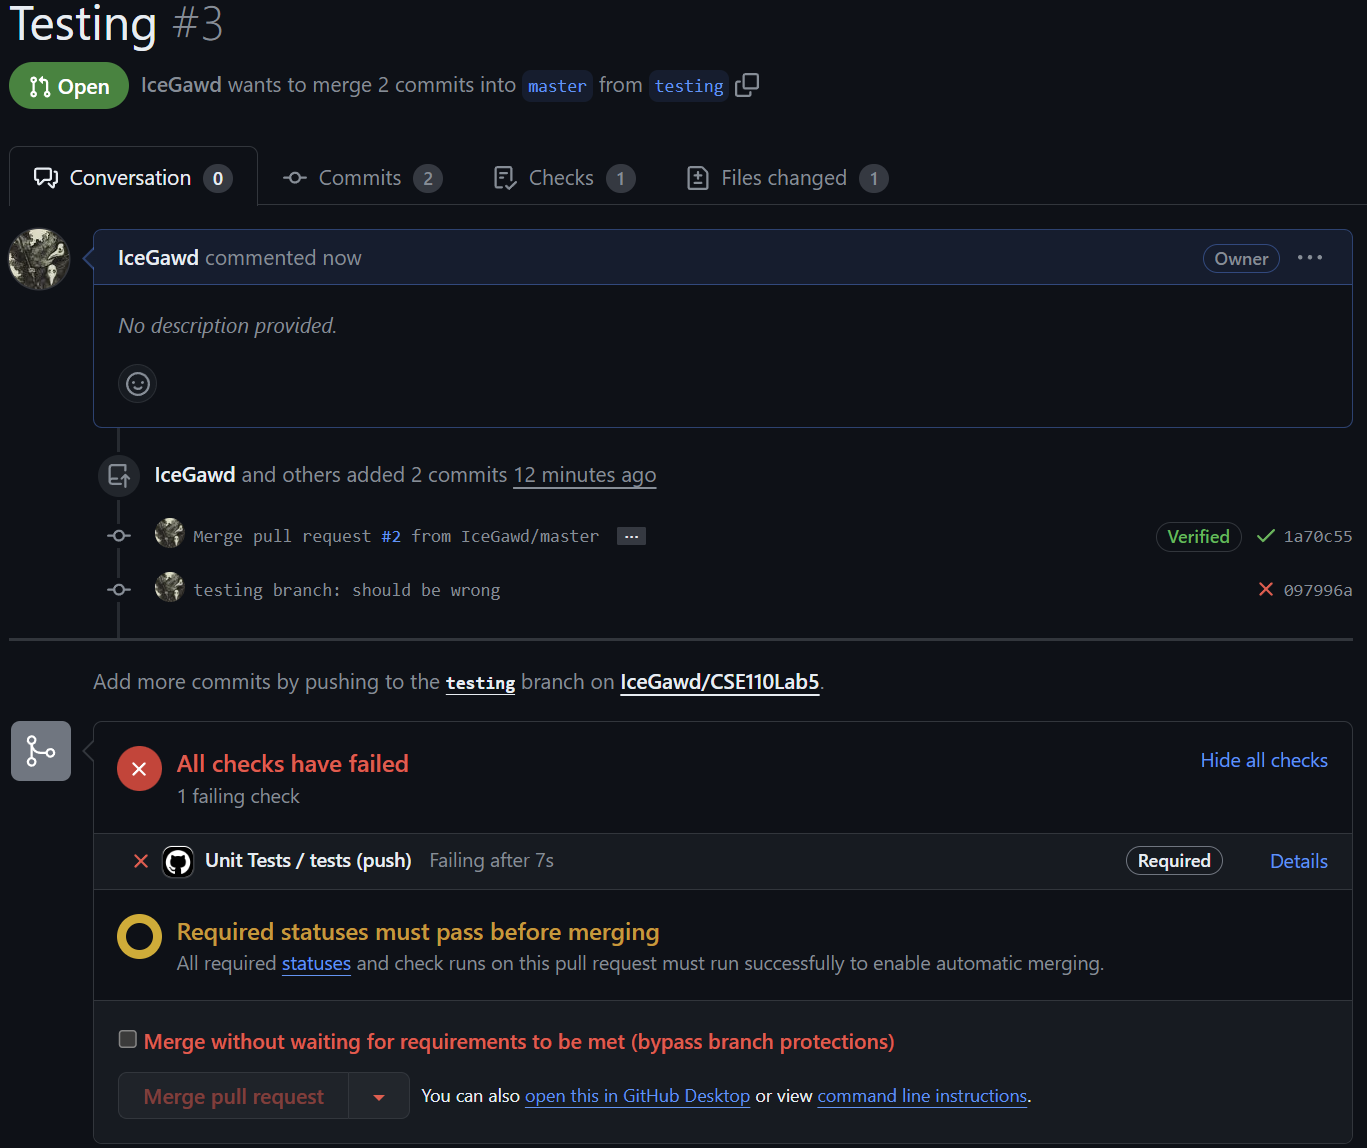 Testing #3
Open IceGawd wants to merge 2 commits into master from testing
Conversation 0 Commits 2 Checks 1 Files changed 1
IceGawd commented now Owner ...
No description provided.
IceGawd and others added 2 commits 12 minutes ago
Merge pull request #2 from IceGawd/master ... Verified 1a70c55
testing branch: should be wrong 097996a
Add more commits by pushing to the testing branch on IceGawd/CSE110Lab5.
All checks have failed Hide all checks
1 failing check
Unit Tests / tests (push) Failing after 7s Required Details
Required statuses must pass before merging
All required statuses and check runs on this pull request must run successfully to enable automatic merging.
Merge without waiting for requirements to be met (bypass branch protections)
Merge pull request You can also open this in GitHub Desktop or view command line instructions.